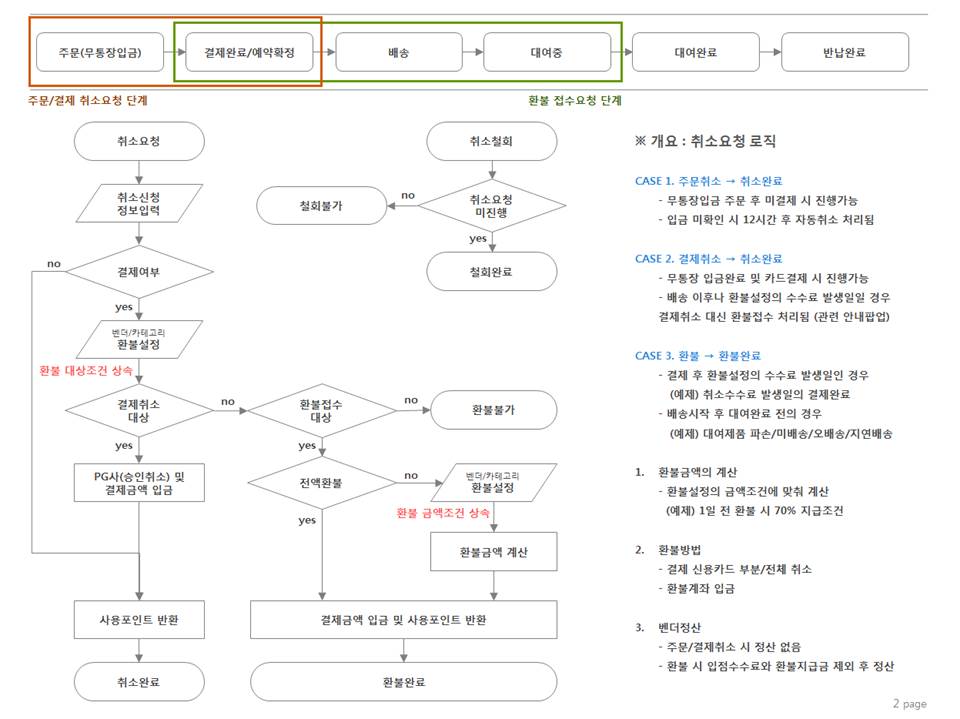 주문(무통장입금)
결제완료/예약확정
배송
대여중
대여완료
반납완료
주문/결제 취소요청 단계
환불 접수요청 단계
취소요청
취소신청
정보입력
결제여부
no
yes
벤더/카테고리
환불설정
환불 대상조건 상속
결제취소
대상
no
yes
PG사(승인취소) 및
결제금액 입금
사용포인트 반환
취소완료
취소철회
취소요청
미진행
no
철회불가
yes
철회완료
환불접수
대상
no
환불불가
yes
전액환불
no
벤더/카테고리
환불설정
환불 금액조건 상속
yes
환불금액 계산
결제금액 입금 및 사용포인트 반환
환불완료
※ 개요 : 취소요청 로직
CASE 1. 주문취소 → 취소완료
- 무통장입금 주문 후 미결제 시 진행가능
- 입금 미확인 시 12시간 후 자동취소 처리됨
CASE 2. 결제취소 → 취소완료
- 무통장 입금완료 및 카드결제 시 진행가능
- 배송 이후나 환불설정의 수수료 발생일일 경우
결제취소 대신 환불접수 처리됨 (관련 안내팝업)
CASE 3. 환불 → 환불완료
- 결제 후 환불설정의 수수료 발생일인 경우
(예제) 취소수수료 발생일의 결제완료
- 배송시작 후 대여완료 전의 경우
(예제) 대여제품 파손/미배송/오배송/지연배송
1. 환불금액의 계산
- 환불설정의 금액조건에 맞춰 계산
(예제) 1일 전 환불 시 70% 지급조건
2. 환불방법
- 결제 신용카드 부분/전체 취소
- 환불계좌 입금
3. 벤더정산
- 주문/결제취소 시 정산 없음
- 환불 시 입점수수료와 환불지급금 제외 후 정산
2 page